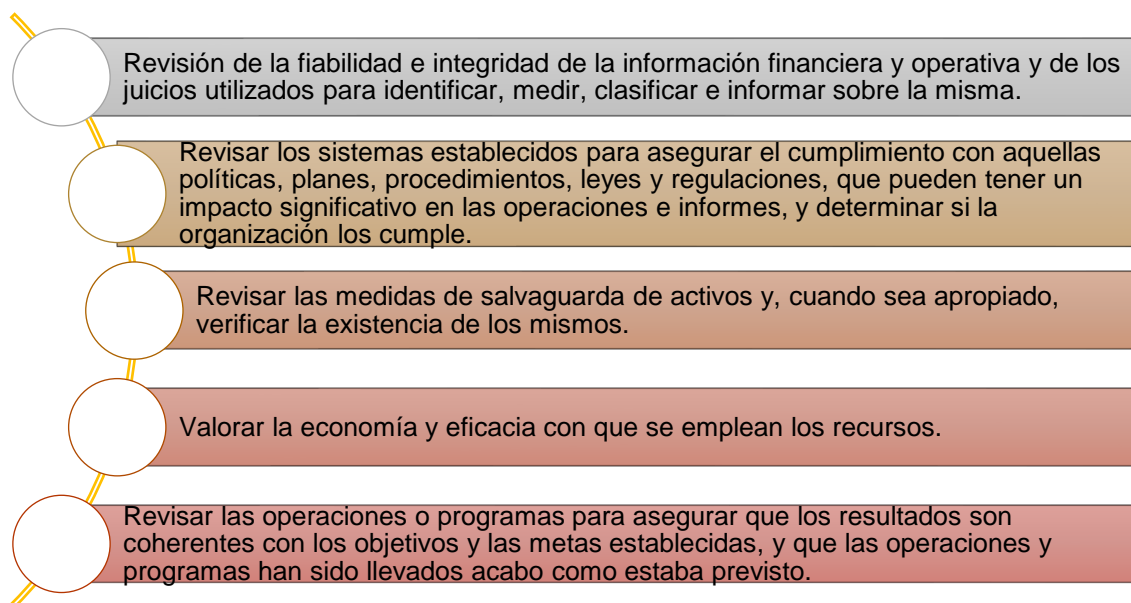 Revisión de la fiabilidad e integridad de la información financiera y operativa y de los
juicios utilizados para identificar, medir, clasificar e informar sobre la misma.
Revisar los sistemas establecidos para asegurar el cumplimiento con aquellas
políticas, planes, procedimientos, leyes y regulaciones, que pueden tener un
impacto significativo en las operaciones e informes, y determinar si la
organización los cumple.
Revisar las medidas de salvaguarda de activos y, cuando sea apropiado,
verificar la existencia de los mismos.
Valorar la economía y eficacia con que se emplean los recursos.
Revisar las operaciones o programas para asegurar que los resultados son
coherentes con los objetivos y las metas establecidas, y que las operaciones y
programas han sido llevados acabo como estaba previsto.